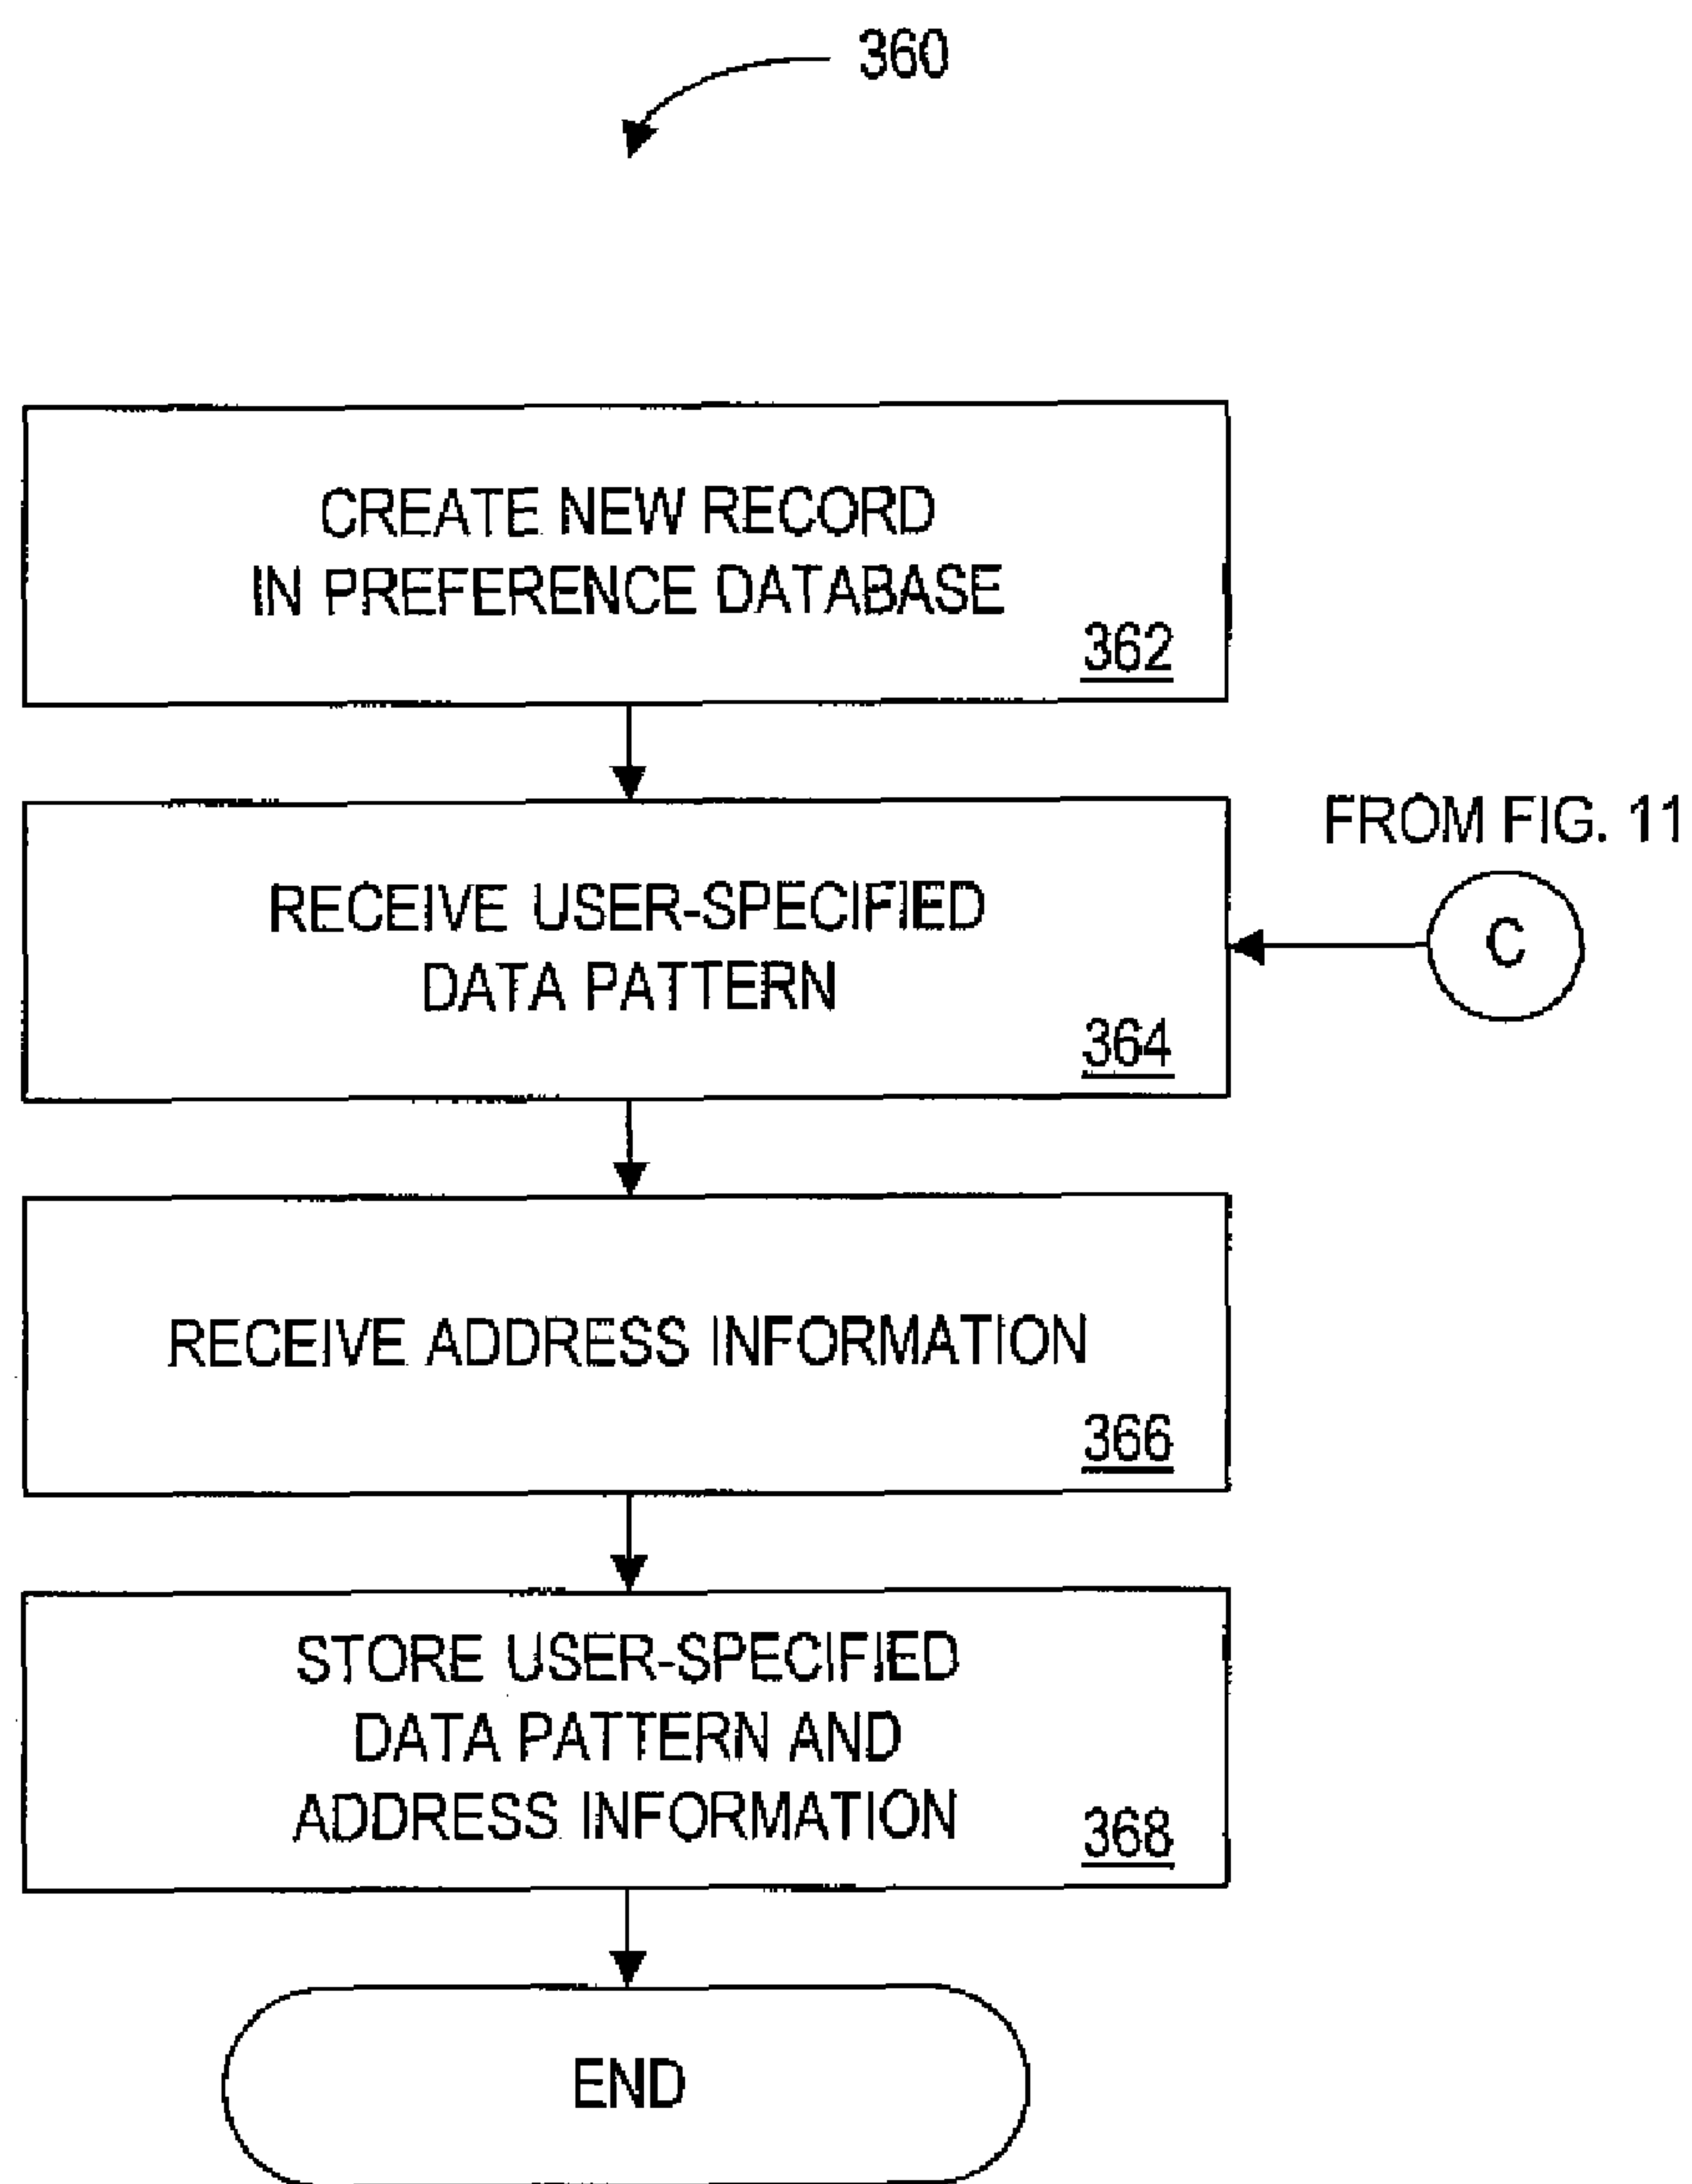 360
CREATE NEW RECORD
IN PREFERENCE DATABASE
362
FROM FIG. 11
RECEIVE USER-SPECIFIED
DATA PATTERN
C
364
RECEIVE ADDRESS INFORMATION
366
STORE USER-SPECIFIED
DATA PATTERN AND
ADDRESS INFORMATION
368
END